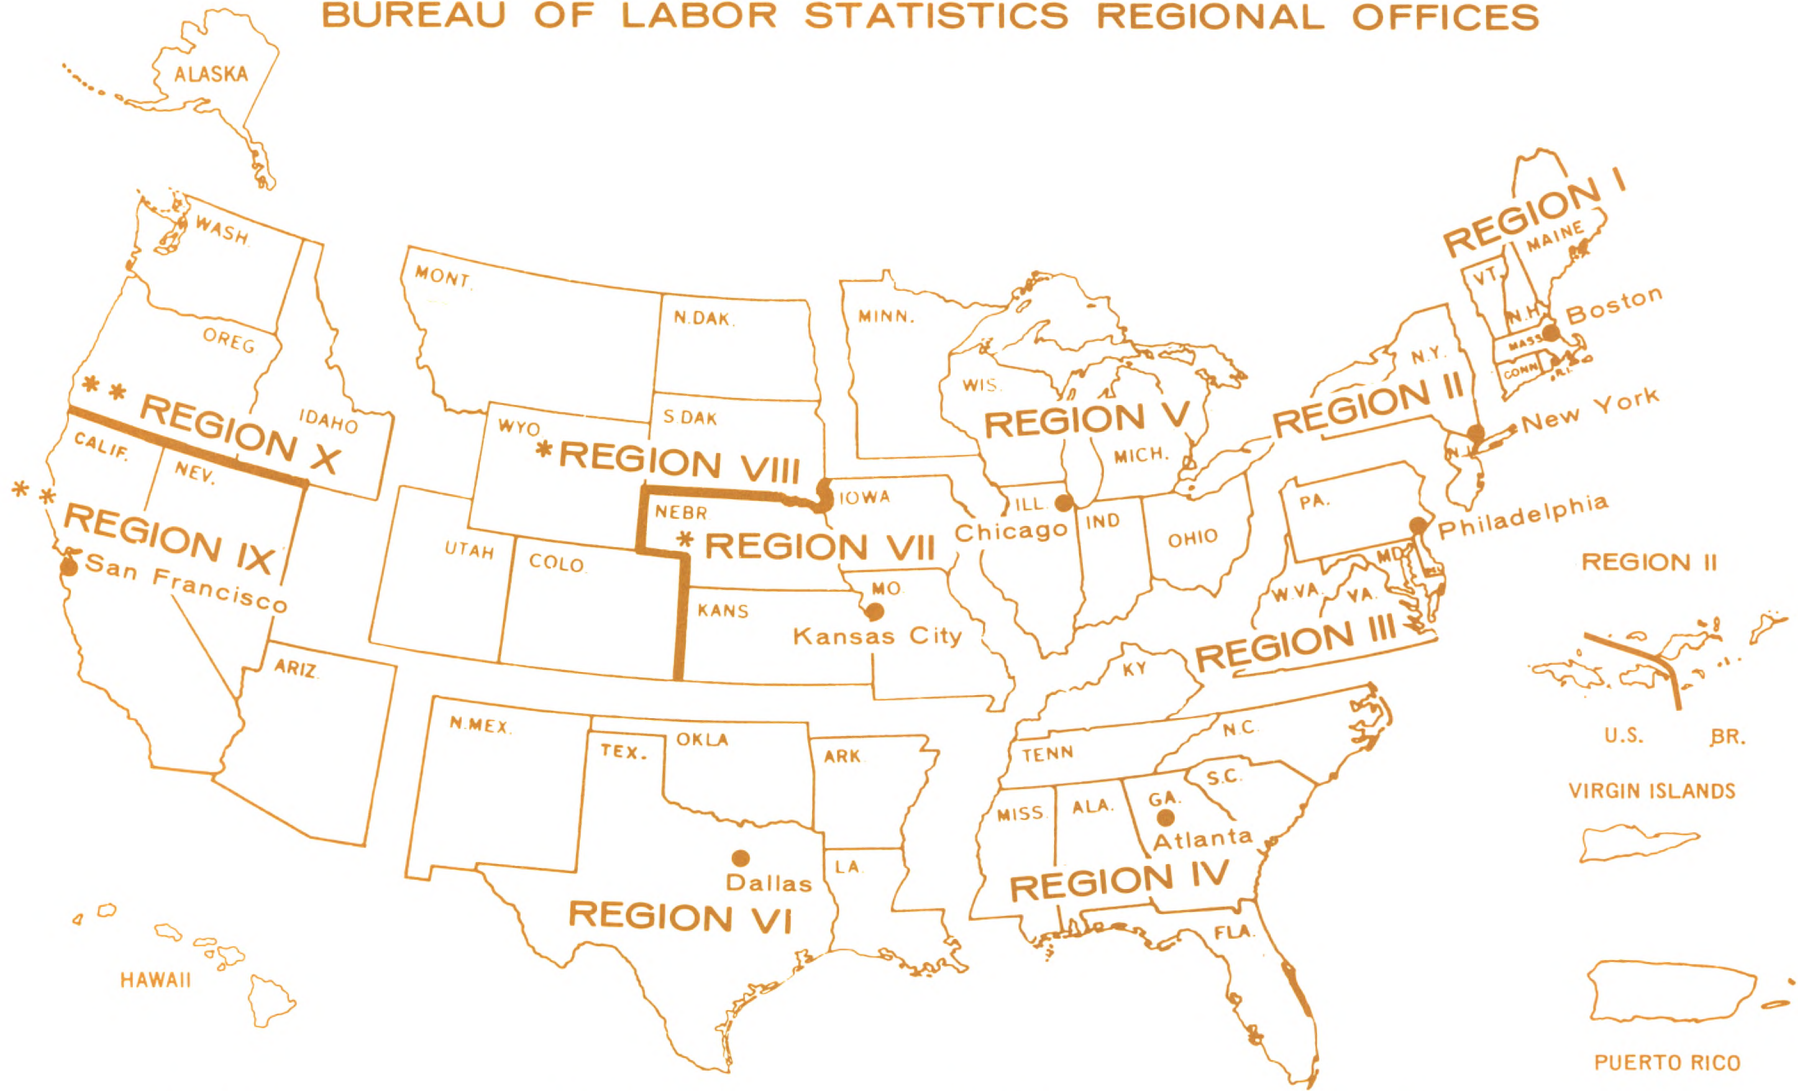 BUREAU OF LABOR STATISTICS REGIONAL OFFICES
ALASKA
REGION I
MAINE
WASH.
VT.
MONT.
N.H.
Boston
N.DAK.
MINN.
OREG
MASS
N.Y.
CONN
R.I.
WIS.
** REGION X
IDAHO
WYO
S.DAK
REGION V
REGION II
New York
CALIF.
NEV.
*REGION VIII
MICH.
N.J.
**
REGION IX
NEBR
IOWA
ILL.
Chicago
IND
OHIO
PA.
Philadelphia
* REGION VII
UTAH
COLO
MD.
REGION II
San Francisco
KANS
MO.
Kansas City
W.VA.
VA.
REGION III
ARIZ.
KY
N.MEX.
TEX.
OKLA
ARK
TENN
N.C.
U.S.
BR.
S.C.
VIRGIN ISLANDS
MISS.
ALA.
GA.
Atlanta
LA.
Dallas
REGION IV
REGION VI
FLA.
HAWAII
PUERTO RICO